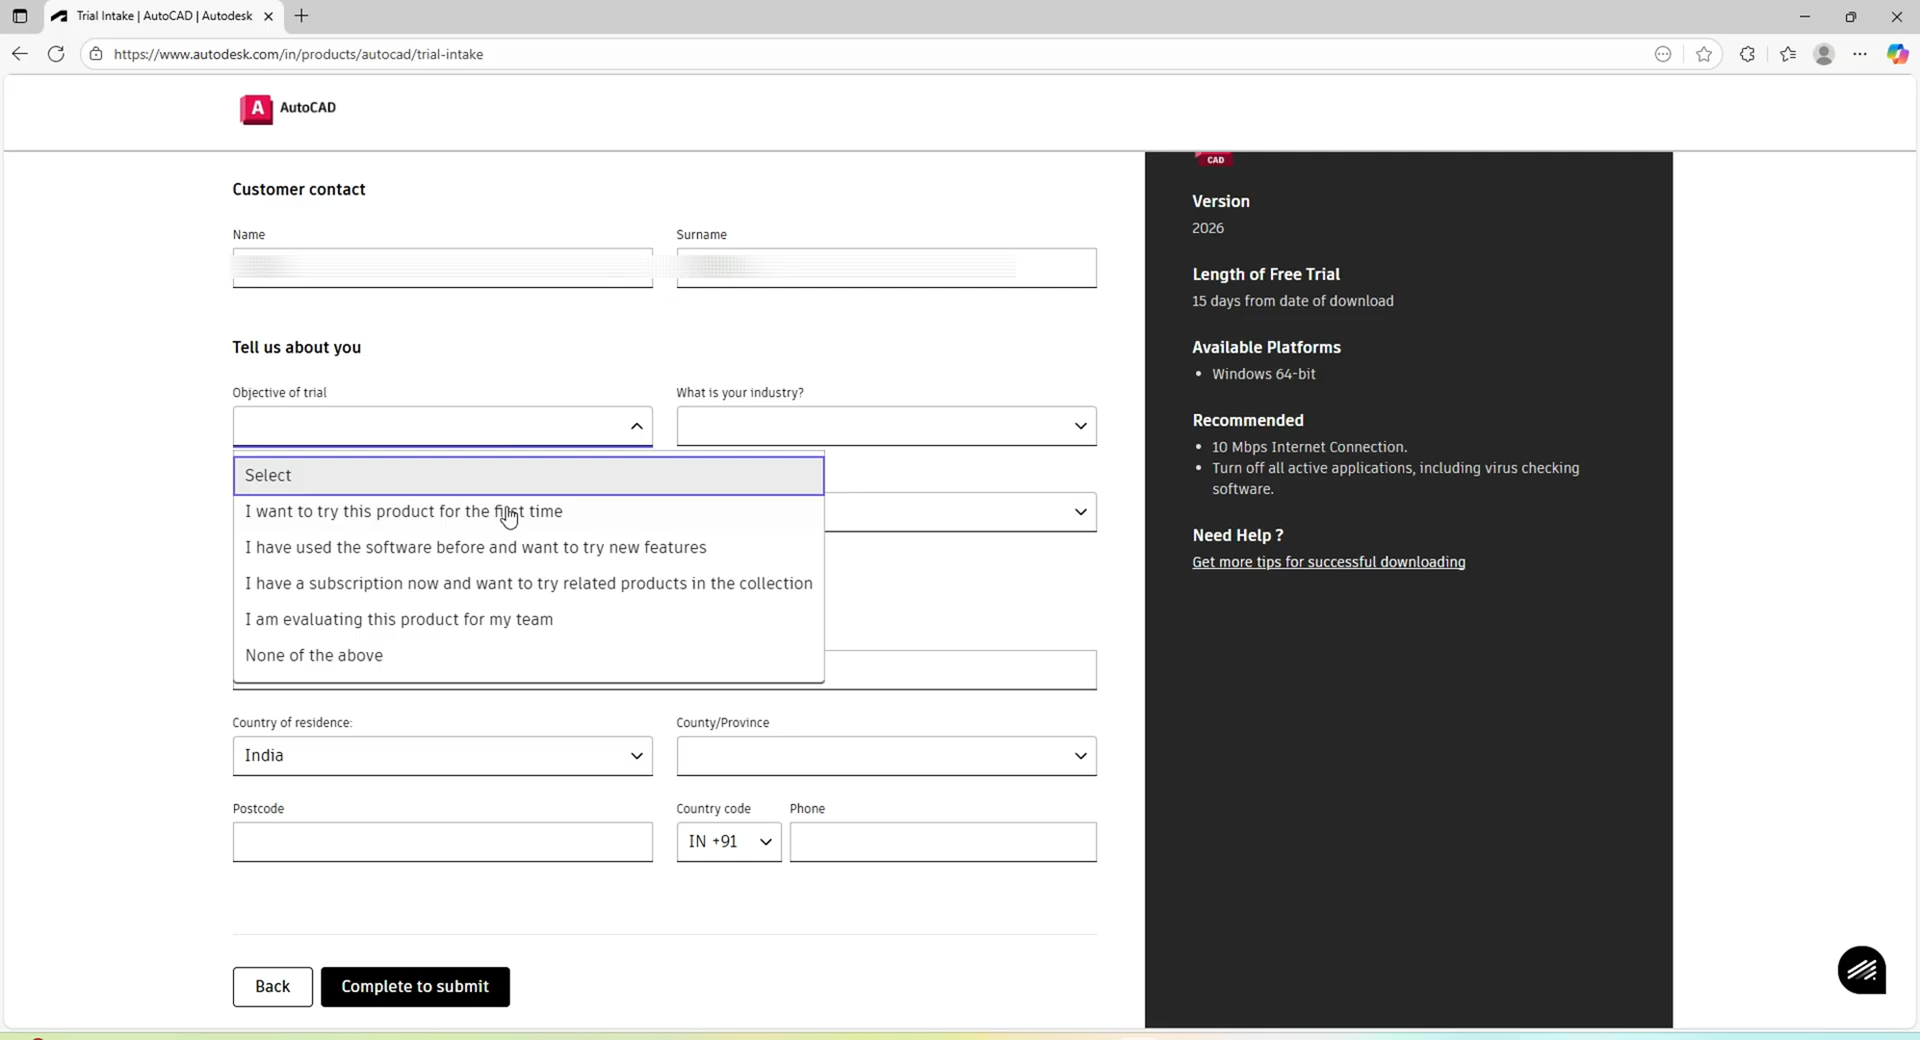 Trial Intake | AutoCAD | Autodesk
https://www.autodesk.com/in/products/autocad/trial-intake
A AutoCAD
CAD
Customer contact
Name
Surname
Tell us about you
Objective of trial
What is your industry?
Select
I want to try this product for the first time
I have used the software before and want to try new features
I have a subscription now and want to try related products in the collection
I am evaluating this product for my team
None of the above
Country of residence:
County/Province
India
Postcode
Country code
Phone
IN +91
Back
Complete to submit
Version
2026
Length of Free Trial
15 days from date of download
Available Platforms
• Windows 64-bit
Recommended
• 10 Mbps Internet Connection.
• Turn off all active applications, including virus checking
software.
Need Help ?
Get more tips for successful downloading